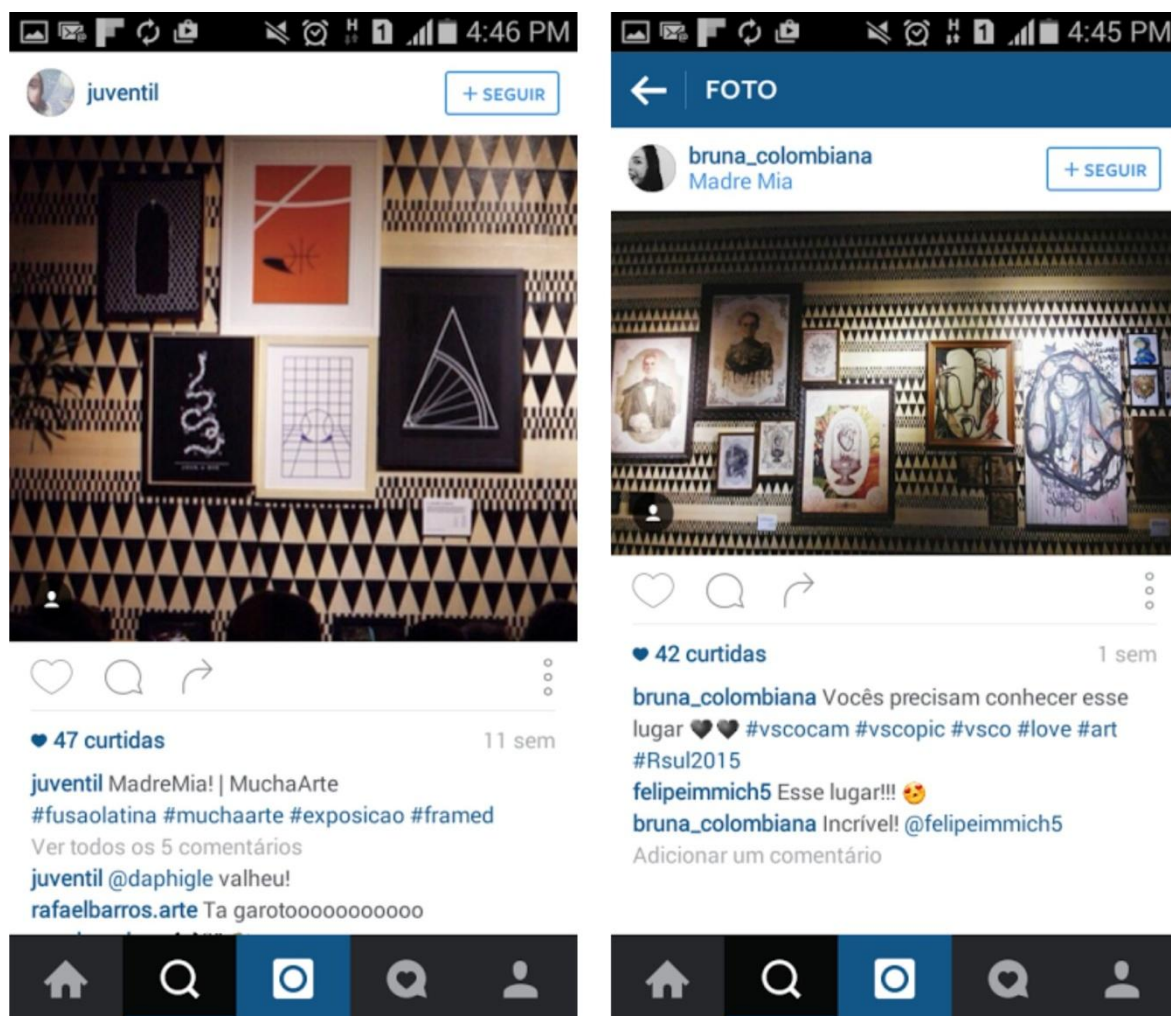 4:46 PM
juventil
+ SEGUIR
47 curtidas
11 sem
juventil MadreMia! | MuchaArte
#fusaolatina #muchaarte #exposicao #framed
Ver todos os 5 comentários
juventil @daphigle valheu!
rafaelbarros.arte Ta garotooooooooooo
H
1
4:45 PM
FOTO
bruna_colombiana
Madre Mia
+ SEGUIR
42 curtidas
1 sem
bruna_colombiana Vocês precisam conhecer esse
lugar 🖤🖤 #vscocam #vscopic #vsco #love #art
#Rsul2015
felipeimmich5 Esse lugar!!! 😍
bruna_colombiana Incrível! @felipeimmich5
Adicionar um comentário